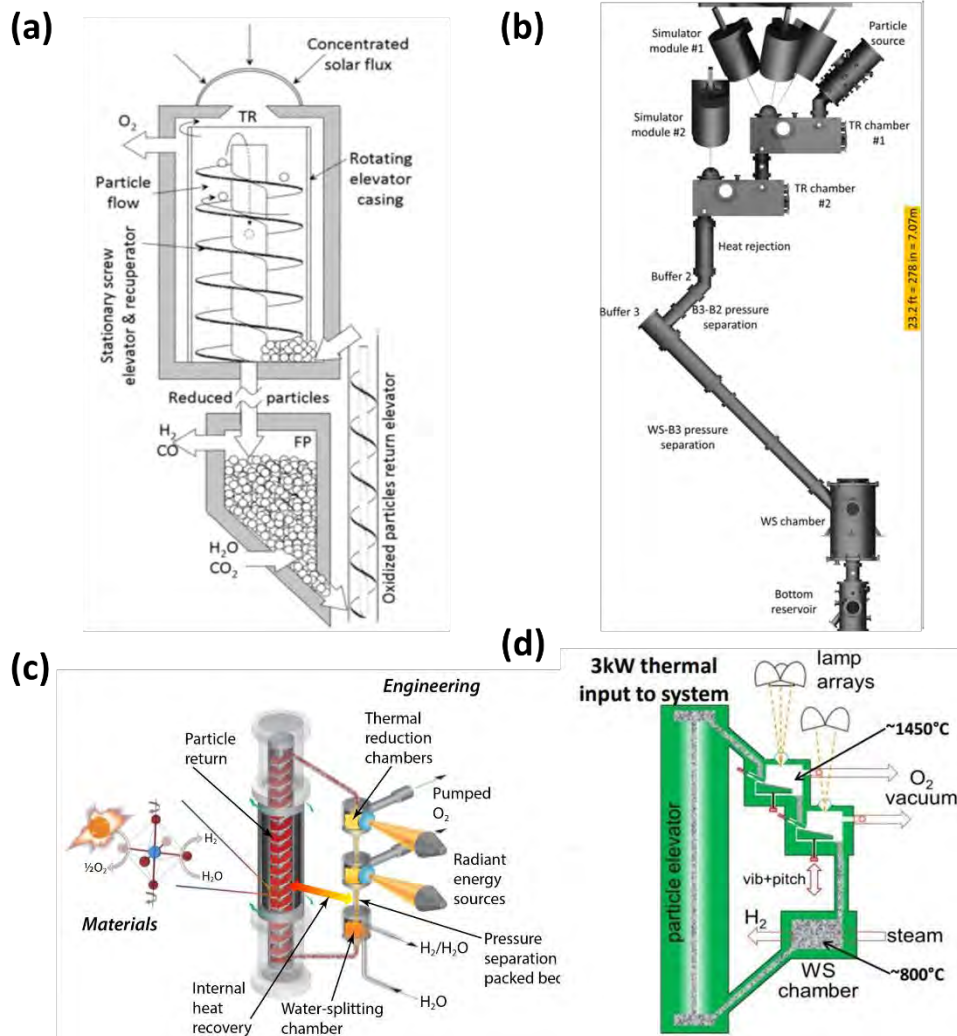 (a)
Concentrated
solar flux
TR
O₂
Rotating
elevator
casing
Particle
flow
Stationary screw
elevator & recuperator
Reduced particles
H₂
CO
FP
H₂O
CO₂
Oxidized particles return elevator
(b)
Simulator
module #1
Particle
source
Simulator
module #2
TR chamber
#1
TR chamber
#2
Heat rejection
Buffer 2
Buffer 3
B3-B2 pressure
separation
23.2 ft = 278 in = 7.07m
WS-B3 pressure
separation
WS chamber
Bottom
reservoir
(c)
Engineering
Particle
return
Thermal
reduction
chambers
Pumped
O₂
Radiant
energy
sources
½O₂
H₂
H₂O
Materials
H₂/H₂O
Pressure
separation
packed bed
H₂O
Internal
heat
recovery
Water-splitting
chamber
(d)
3kW thermal
input to system
lamp
arrays
~1450°C
O₂
vacuum
particle elevator
vib+pitch
H₂
steam
~800°C
WS
chamber